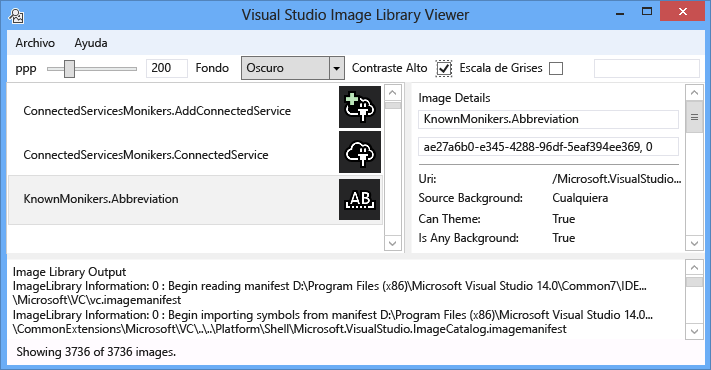 Visual Studio Image Library Viewer
Archivo Ayuda
ppp 200 Fondo Oscuro Contraste Alto Escala de Grises
ConnectedServicesMonikers.AddConnectedService
ConnectedServicesMonikers.ConnectedService
KnownMonikers.Abbreviation
AB
Image Details
KnownMonikers.Abbreviation
ae27a6b0-e345-4288-96df-5eaf394ee369, 0
Uri: /Microsoft.VisualStudio...
Source Background: Cualquiera
Can Theme: True
Is Any Background: True
Image Library Output
ImageLibrary Information: 0 : Begin reading manifest D:\Program Files (x86)\Microsoft Visual Studio 14.0\Common7\IDE...
\Microsoft\VC\vc.imagemanifest
ImageLibrary Information: 0 : Begin importing symbols from manifest D:\Program Files (x86)\Microsoft Visual Studio 14.0...
\CommonExtensions\Microsoft\VC\..\..\Platform\Shell\Microsoft.VisualStudio.ImageCatalog.imagemanifest
Showing 3736 of 3736 images.